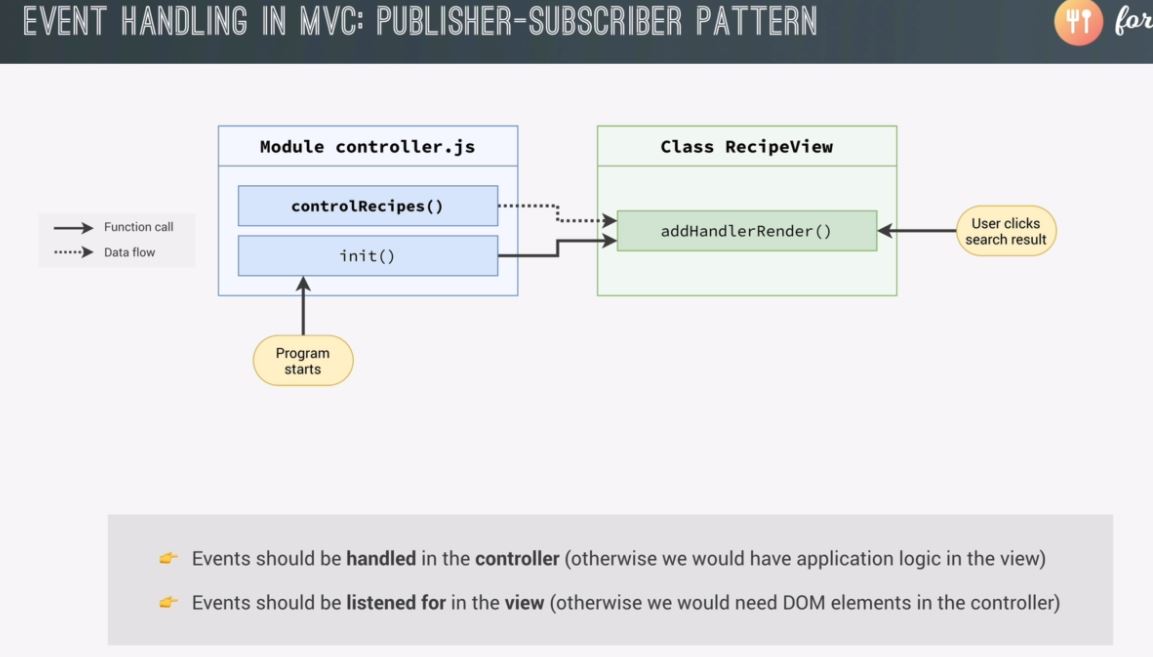 EVENT HANDLING IN MVC: PUBLISHER-SUBSCRIBER PATTERN
Module controller.js
Class RecipeView
controlRecipes()
addHandlerRender()
init()
Function call
Data flow
User clicks
search result
Program
starts
👉 Events should be handled in the controller (otherwise we would have application logic in the view)
👉 Events should be listened for in the view (otherwise we would need DOM elements in the controller)